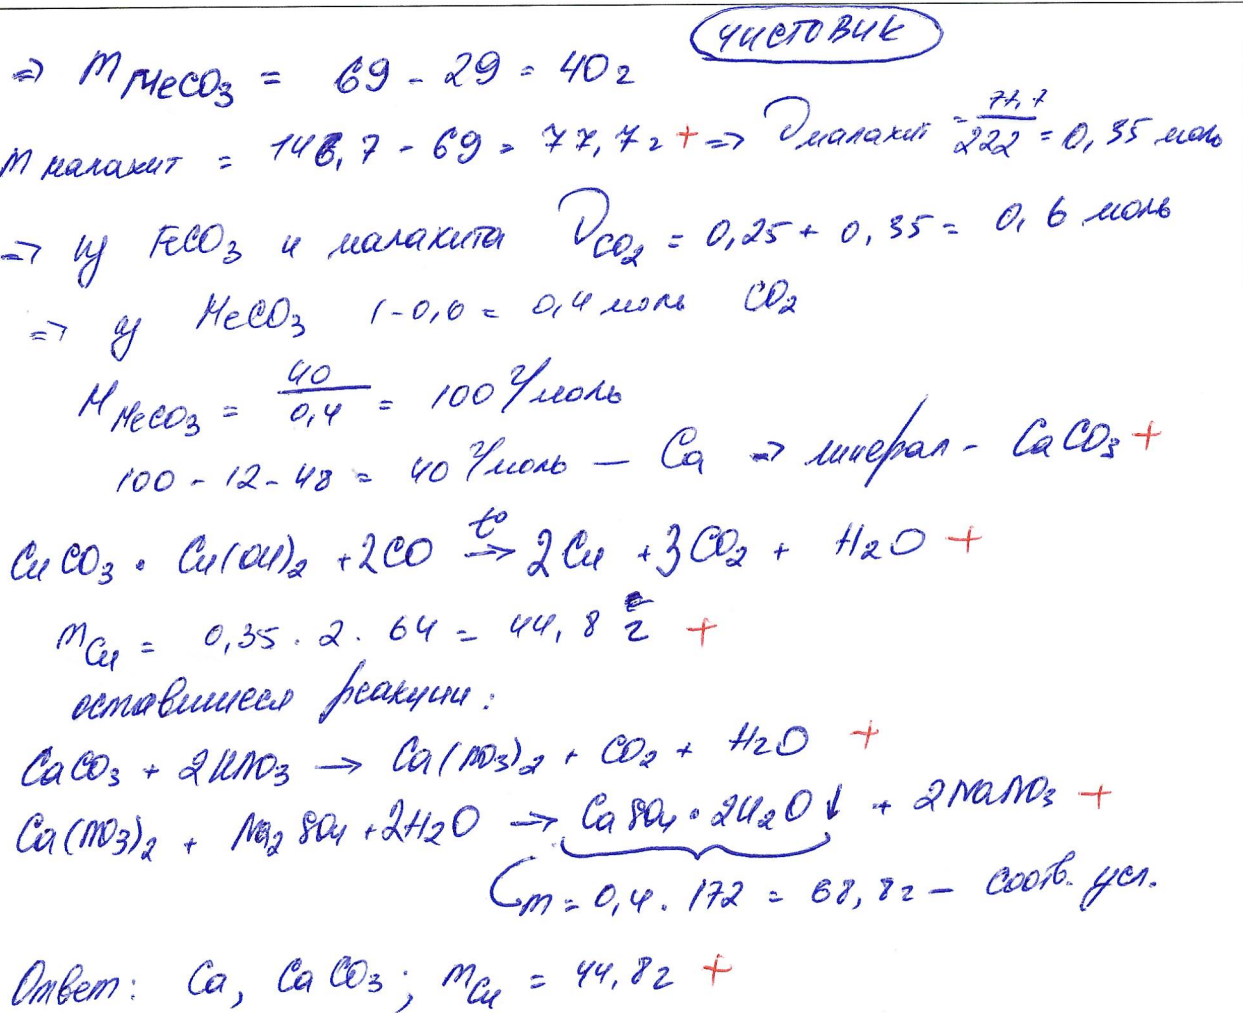 ЧИСТОВИК
=> m MeCO3 = 69 - 29 = 40 г
m малахит = 146,7 - 69 = 77,7 г + => ν малахит = 77,7/222 = 0,35 моль
=> из FeCO3 и малахита ν CO2 = 0,25 + 0,35 = 0,6 моль
=> из MeCO3 1 - 0,6 = 0,4 моль CO2
M MeCO3 = 40/0,4 = 100 г/моль
100 - 12 - 48 = 40 г/моль — Ca => минерал - CaCO3 +
CuCO3 · Cu(OH)2 + 2CO t° → 2Cu + 3CO2 + H2O +
m Cu = 0,35 · 2 · 64 = 44,8 г +
оставшиеся реакции:
CaCO3 + 2HNO3 → Ca(NO3)2 + CO2 + H2O +
Ca(NO3)2 + Na2SO4 + 2H2O → CaSO4 · 2H2O ↓ + 2NaNO3 +
m = 0,4 · 172 = 68,8 г — соотв. усл.
Ответ: Ca, CaCO3; m Cu = 44,8 г +